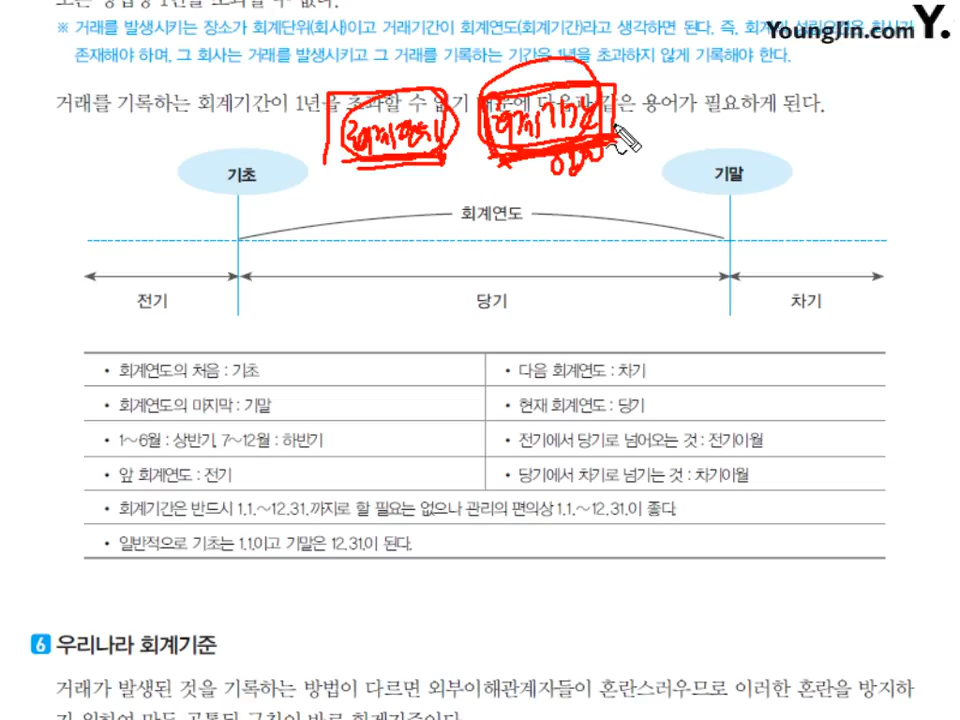 YoungJin.com Y.
※ 거래를 발생시키는 장소가 회계단위(회사)이고 거래기간이 회계연도(회계기간)라고 생각하면 된다. 즉,
존재해야 하며, 그 회사는 거래를 발생시키고 그 거래를 기록하는 기간은 1년을 초과하지 않게 기록해야 한다.
거래를 기록하는 회계기간이 1년을 초과할 수 없기 때문에 다음과 같은 용어가 필요하게 된다.
회계단위 회계기간
기초
기말
회계연도
전기
당기
차기
• 회계연도의 처음 : 기초
• 다음 회계연도 : 차기
• 회계연도의 마지막 : 기말
• 현재 회계연도 : 당기
• 1~6월 : 상반기, 7~12월 : 하반기
• 전기에서 당기로 넘어오는 것 : 전기이월
• 앞 회계연도 : 전기
• 당기에서 차기로 넘기는 것 : 차기이월
• 회계기간은 반드시 1.1.~12.31.까지로 할 필요는 없으나 관리의 편의상 1.1.~12.31.이 좋다.
• 일반적으로 기초는 1.1.이고 기말은 12.31.이 된다.
6 우리나라 회계기준
거래가 발생된 것을 기록하는 방법이 다르면 외부이해관계자들이 혼란스러우므로 이러한 혼란을 방지하